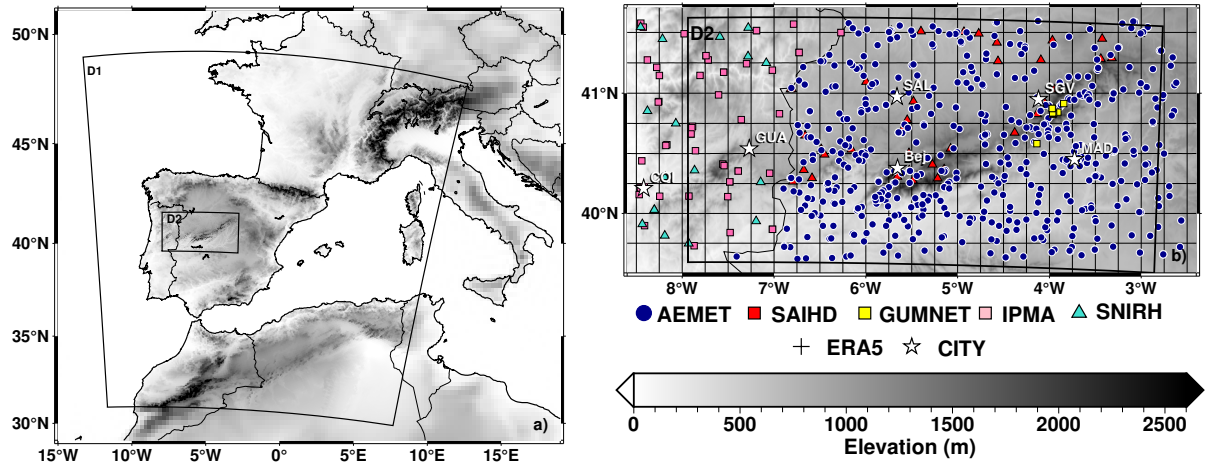 50°N
45°N
40°N
35°N
30°N
15°W 10°W 5°W 0°E 5°E 10°E 15°E
D1
D2
a)
41°N
40°N
8°W 7°W 6°W 5°W 4°W 3°W
D2
SAL
SGV
GUA
Bej
MAD
COI
b)
AEMET SAIHD GUMNET IPMA SNIRH
ERA5 CITY
0 500 1000 1500 2000 2500
Elevation (m)